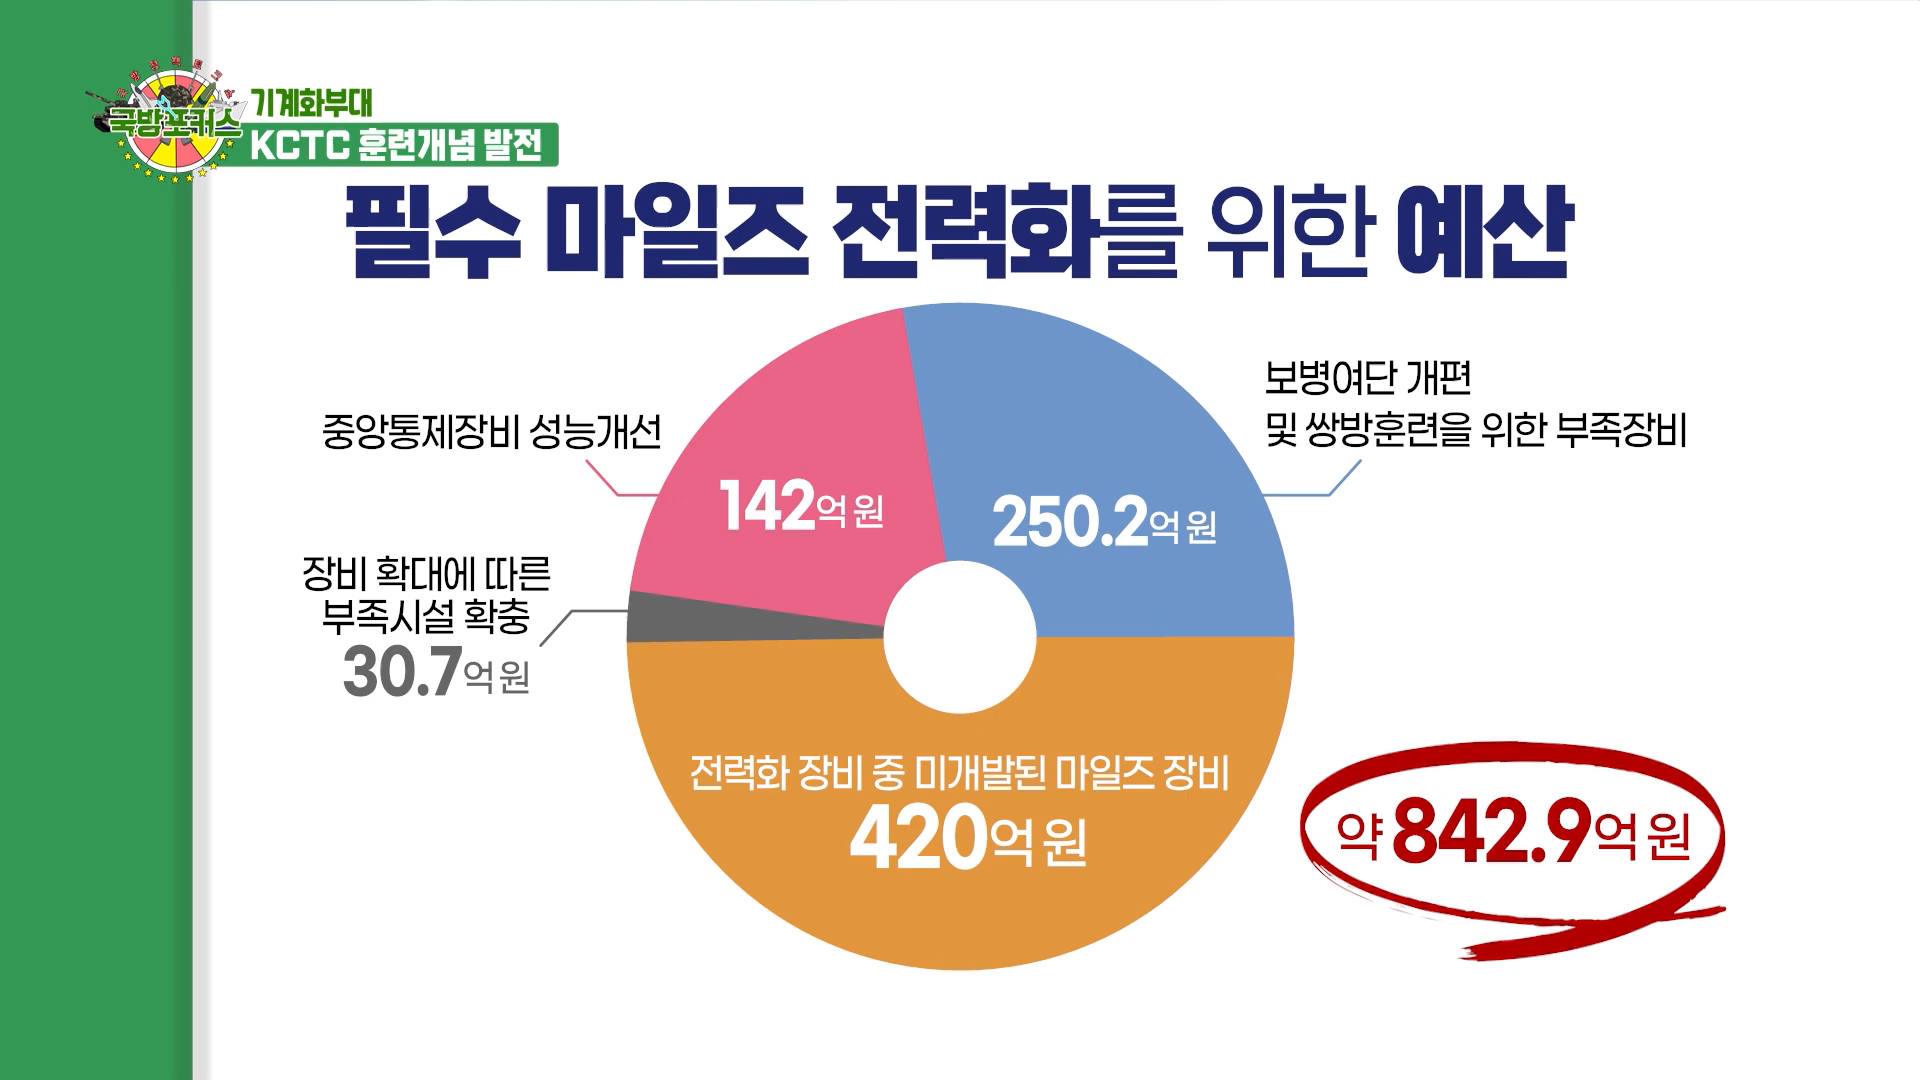 국방포커스
기계화부대
KCTC 훈련개념 발전
필수 마일즈 전력화를 위한 예산
보병여단 개편
및 쌍방훈련을 위한 부족장비
250.2억 원
중앙통제장비 성능개선
142억 원
장비 확대에 따른
부족시설 확충
30.7억 원
전력화 장비 중 미개발된 마일즈 장비
420억 원
약 842.9억 원